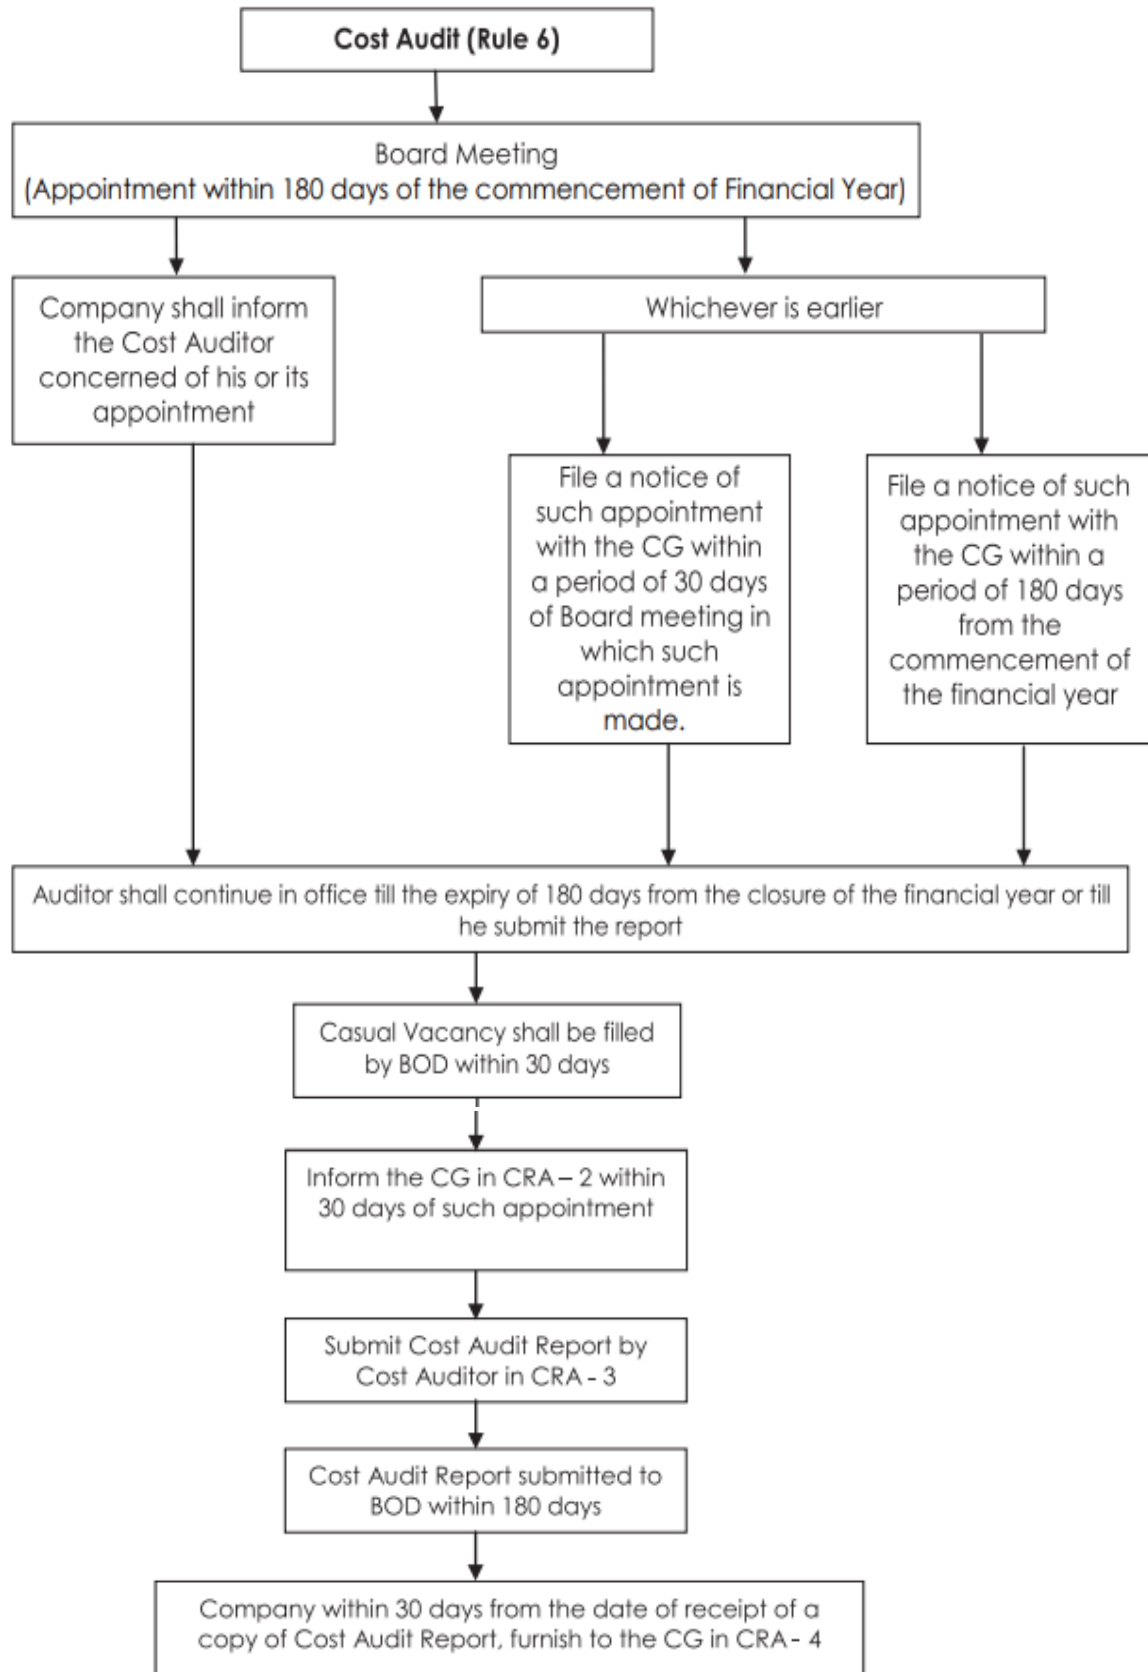 Cost Audit (Rule 6)
Board Meeting
(Appointment within 180 days of the commencement of Financial Year)
Company shall inform
the Cost Auditor
concerned of his or its
appointment
Whichever is earlier
File a notice of
such appointment
with the CG within
a period of 30 days
of Board meeting in
which such
appointment is
made.
File a notice of such
appointment with
the CG within a
period of 180 days
from the
commencement of
the financial year
Auditor shall continue in office till the expiry of 180 days from the closure of the financial year or till
he submit the report
Casual Vacancy shall be filled
by BOD within 30 days
Inform the CG in CRA – 2 within
30 days of such appointment
Submit Cost Audit Report by
Cost Auditor in CRA - 3
Cost Audit Report submitted to
BOD within 180 days
Company within 30 days from the date of receipt of a
copy of Cost Audit Report, furnish to the CG in CRA - 4